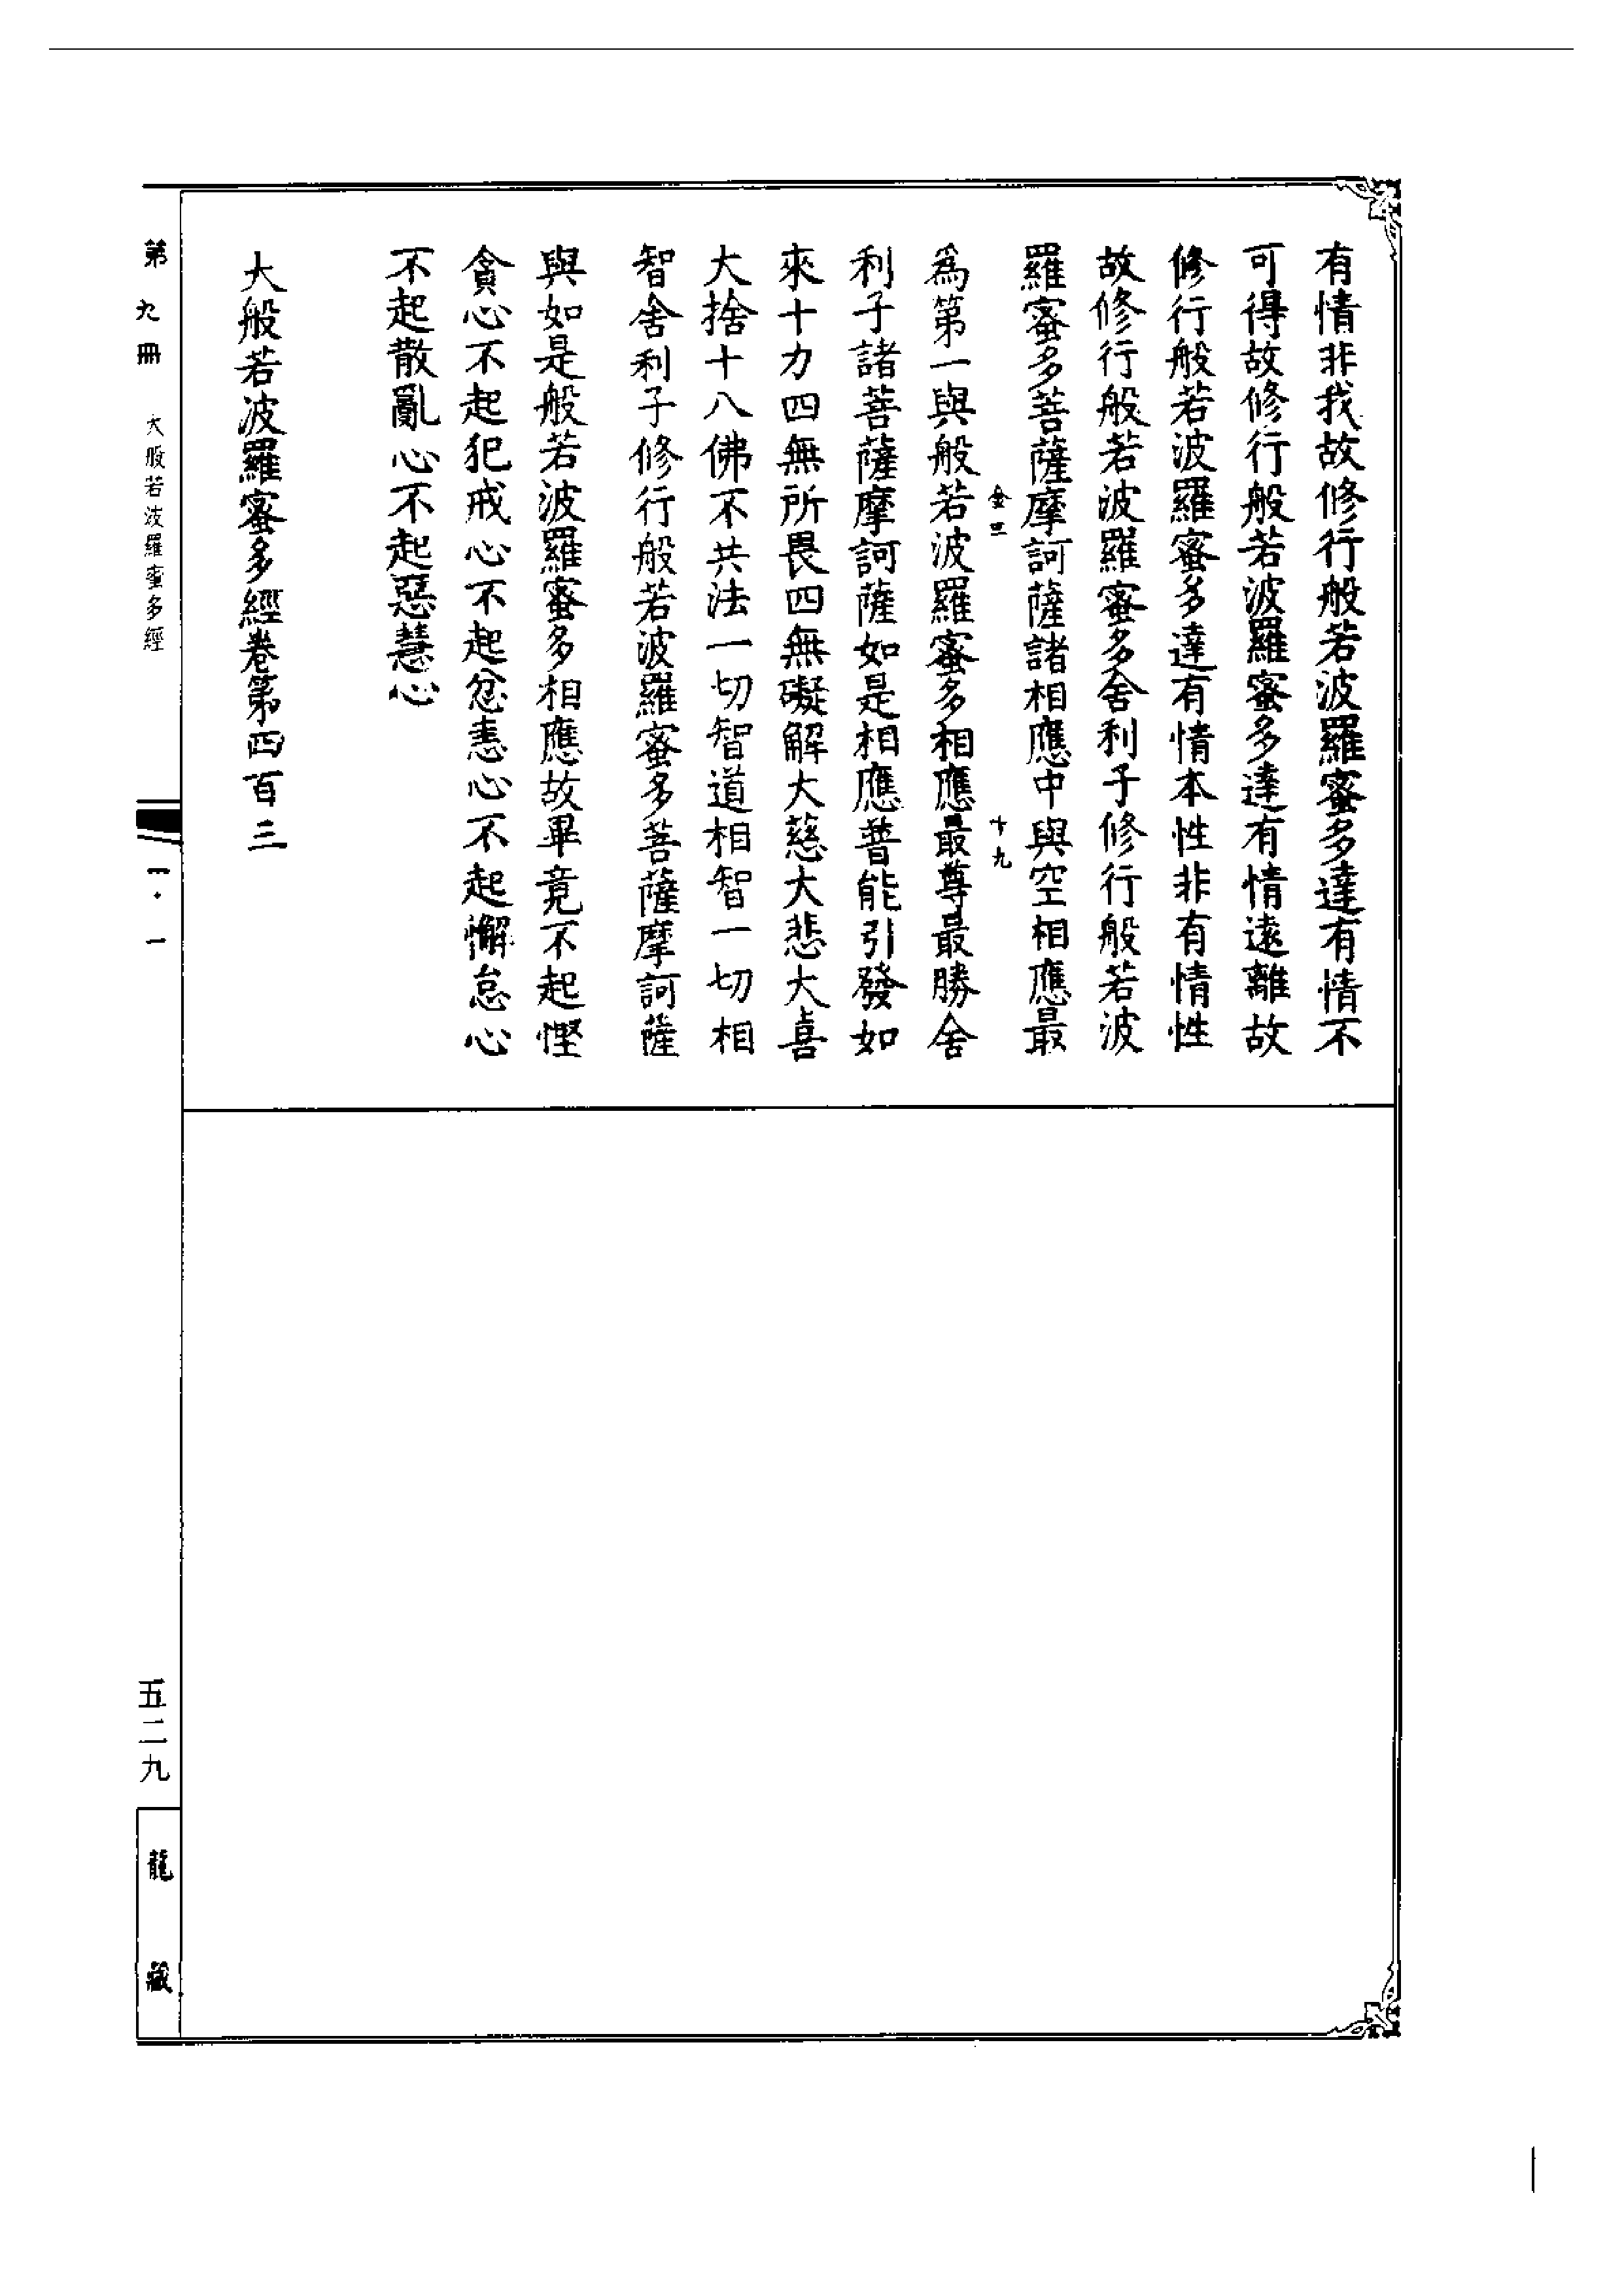 有情非我故修行般若波羅蜜多達有情不
可得故修行般若波羅蜜多達有情遠離故
修行般若波羅蜜多達有情本性非有情性
故修行般若波羅蜜多舍利子修行般若波
羅蜜多菩薩摩訶薩諸相應中與空相應最
十九
為第一與般若波羅蜜多相應最尊最勝舍
利子諸菩薩摩訶薩如是相應普能引發如
來十力四無所畏四無礙解大慈大悲大喜
大捨十八佛不共法一切智道相智一切相
智舍利子修行般若波羅蜜多菩薩摩訶薩
與如是般若波羅蜜多相應故畢竟不起慳
貪心不起犯戒心不起忿恚心不起懈怠心
不起散亂心不起惡慧心
大般若波羅蜜多經卷第四百三
第九冊 大般若波羅蜜多經
一·一
五二九
龍藏